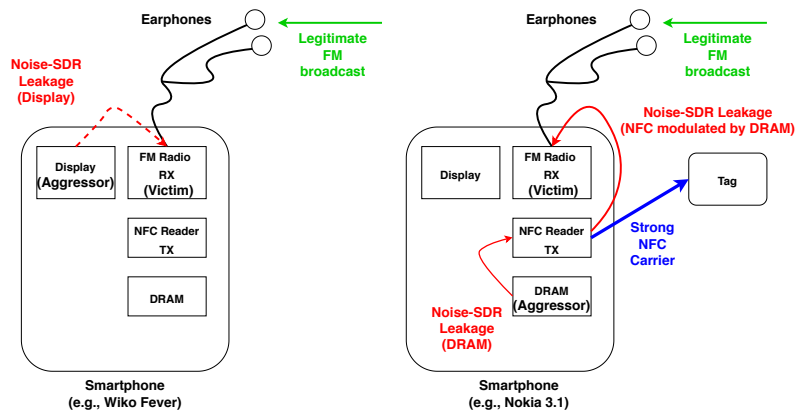 Earphones
Legitimate
FM
broadcast
Noise-SDR
Leakage
(Display)
Display
(Aggressor)
FM Radio
RX
(Victim)
NFC Reader
TX
DRAM
Smartphone
(e.g., Wiko Fever)
Earphones
Legitimate
FM
broadcast
Noise-SDR Leakage
(NFC modulated by DRAM)
Display
FM Radio
RX
(Victim)
Tag
NFC Reader
TX
Strong
NFC
Carrier
DRAM
(Aggressor)
Noise-SDR
Leakage
(DRAM)
Smartphone
(e.g., Nokia 3.1)